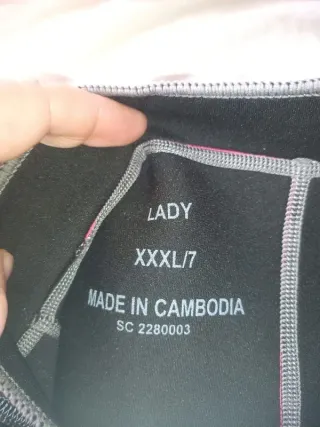 LADY
XXXL/7
MADE IN CAMBODIA
SC 2280003